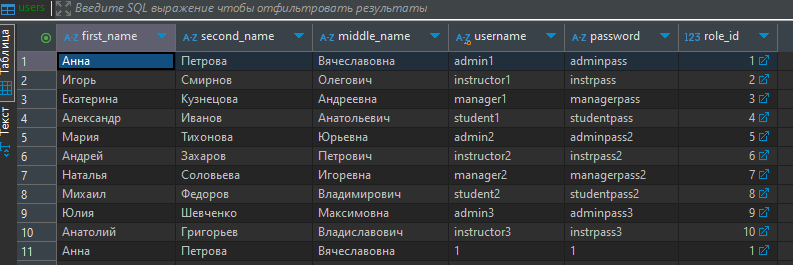 users Введите SQL выражение чтобы отфильтровать результаты
Таблица
Текст
A-Z first_name A-Z second_name A-Z middle_name A-Z username A-Z password 123 role_id
1 Анна Петрова Вячеславовна admin1 adminpass 1
2 Игорь Смирнов Олегович instructor1 instrpass 2
3 Екатерина Кузнецова Андреевна manager1 managerpass 3
4 Александр Иванов Анатольевич student1 studentpass 4
5 Мария Тихонова Юрьевна admin2 adminpass2 5
6 Андрей Захаров Петрович instructor2 instrpass2 6
7 Наталья Соловьева Игоревна manager2 managerpass2 7
8 Михаил Федоров Владимирович student2 studentpass2 8
9 Юлия Шевченко Максимовна admin3 adminpass3 9
10 Анатолий Григорьев Владиславович instructor3 instrpass3 10
11 Анна Петрова Вячеславовна 1 1 1